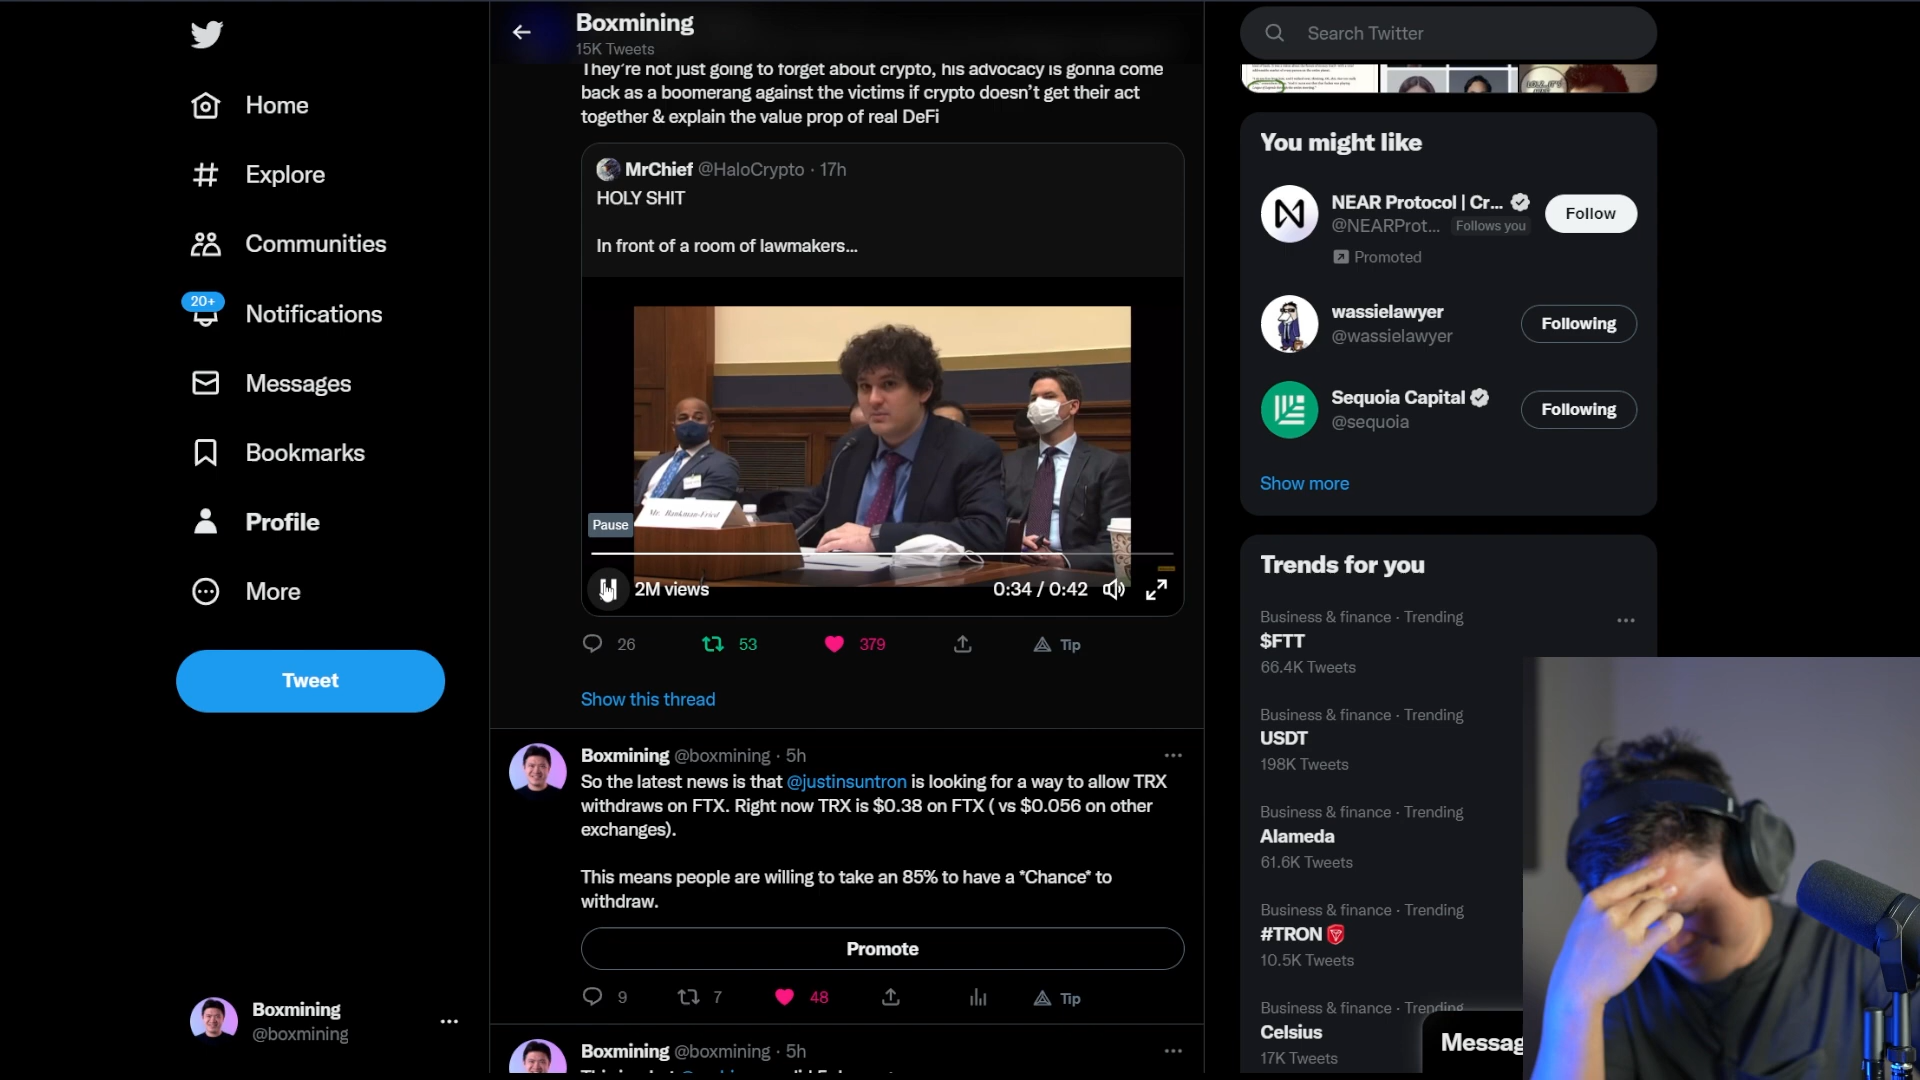 Home
Explore
Communities
20+
Notifications
Messages
Bookmarks
Profile
More
Tweet
Boxmining
@boxmining
Boxmining
15K Tweets
They're not just going to forget about crypto, his advocacy is gonna come
back as a boomerang against the victims if crypto doesn't get their act
together & explain the value prop of real DeFi
MrChief @HaloCrypto · 17h
HOLY SHIT
In front of a room of lawmakers...
Mr. Bankman-Fried
Pause
2M views
0:34 / 0:42
26
53
379
Tip
Show this thread
Boxmining @boxmining · 5h
So the latest news is that @justinsuntron is looking for a way to allow TRX
withdraws on FTX. Right now TRX is $0.38 on FTX ( vs $0.056 on other
exchanges).
This means people are willing to take an 85% to have a *Chance* to
withdraw.
Promote
9
7
48
Tip
Boxmining @boxmining · 5h
Search Twitter
You might like
NEAR Protocol | Cr...
@NEARProt... Follows you
Follow
Promoted
wassielawyer
@wassielawyer
Following
Sequoia Capital
@sequoia
Following
Show more
Trends for you
Business & finance · Trending
$FTT
66.4K Tweets
Business & finance · Trending
USDT
198K Tweets
Business & finance · Trending
Alameda
61.6K Tweets
Business & finance · Trending
#TRON
10.5K Tweets
Business & finance · Trending
Celsius
17K Tweets
Messag